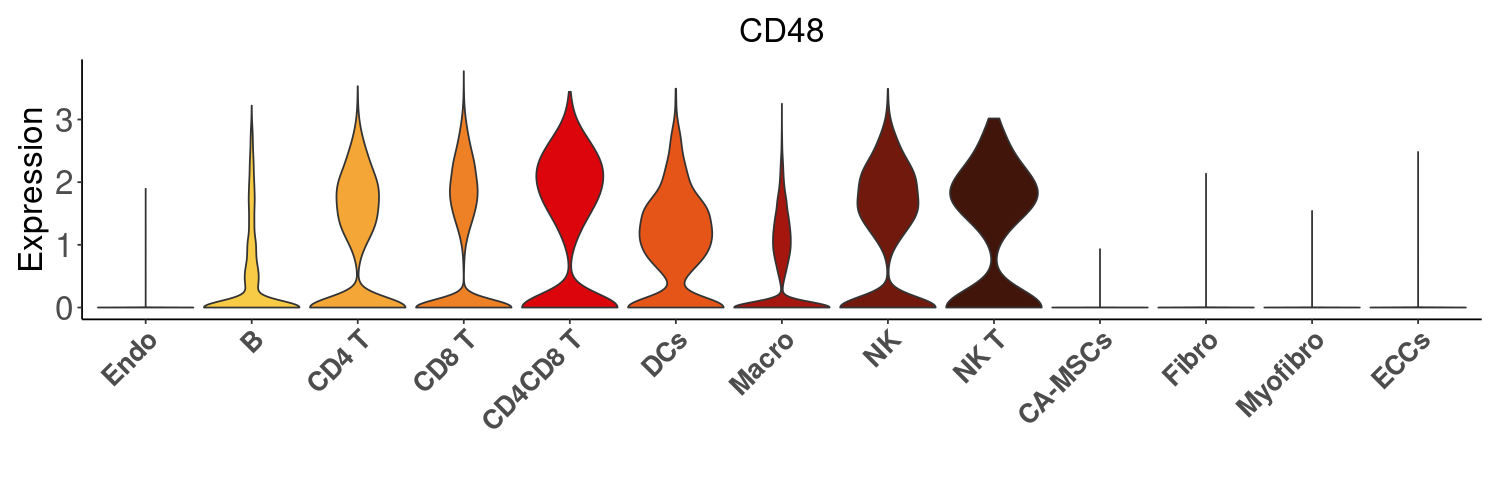 CD48
Expression
3
2
1
0
Endo
B
CD4 T
CD8 T
CD4CD8 T
DCs
Macro
NK
NK T
CA-MSCs
Fibro
Myofibro
ECCs